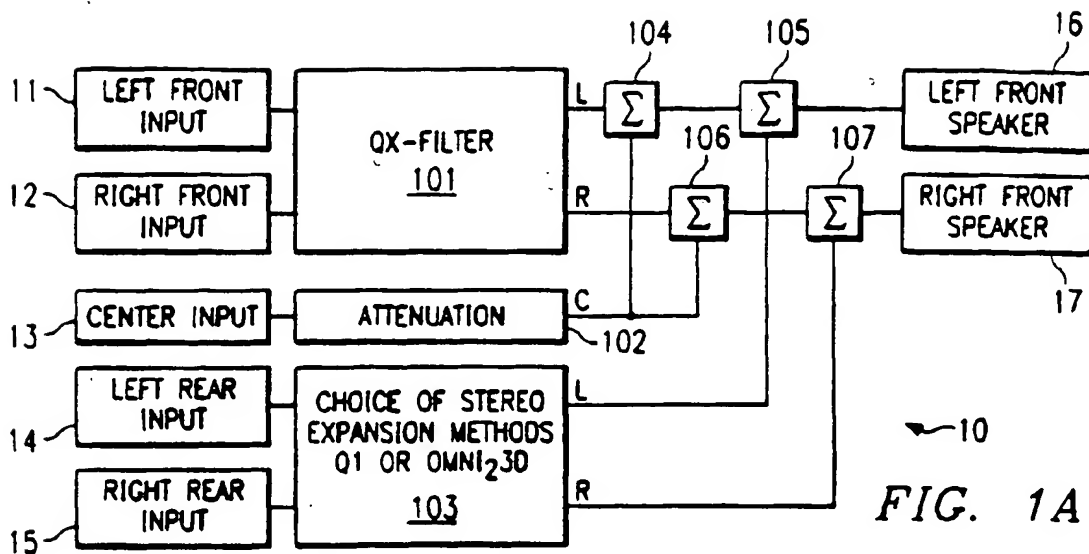 104
105
16
11
LEFT FRONT
INPUT
L
Σ
Σ
LEFT FRONT
SPEAKER
QX-FILTER
101
106
107
12
RIGHT FRONT
INPUT
R
Σ
Σ
RIGHT FRONT
SPEAKER
17
13
CENTER INPUT
ATTENUATION
C
102
14
LEFT REAR
INPUT
CHOICE OF STEREO
EXPANSION METHODS
Q1 OR OMNI₂3D
103
L
10
15
RIGHT REAR
INPUT
R
FIG. 1A